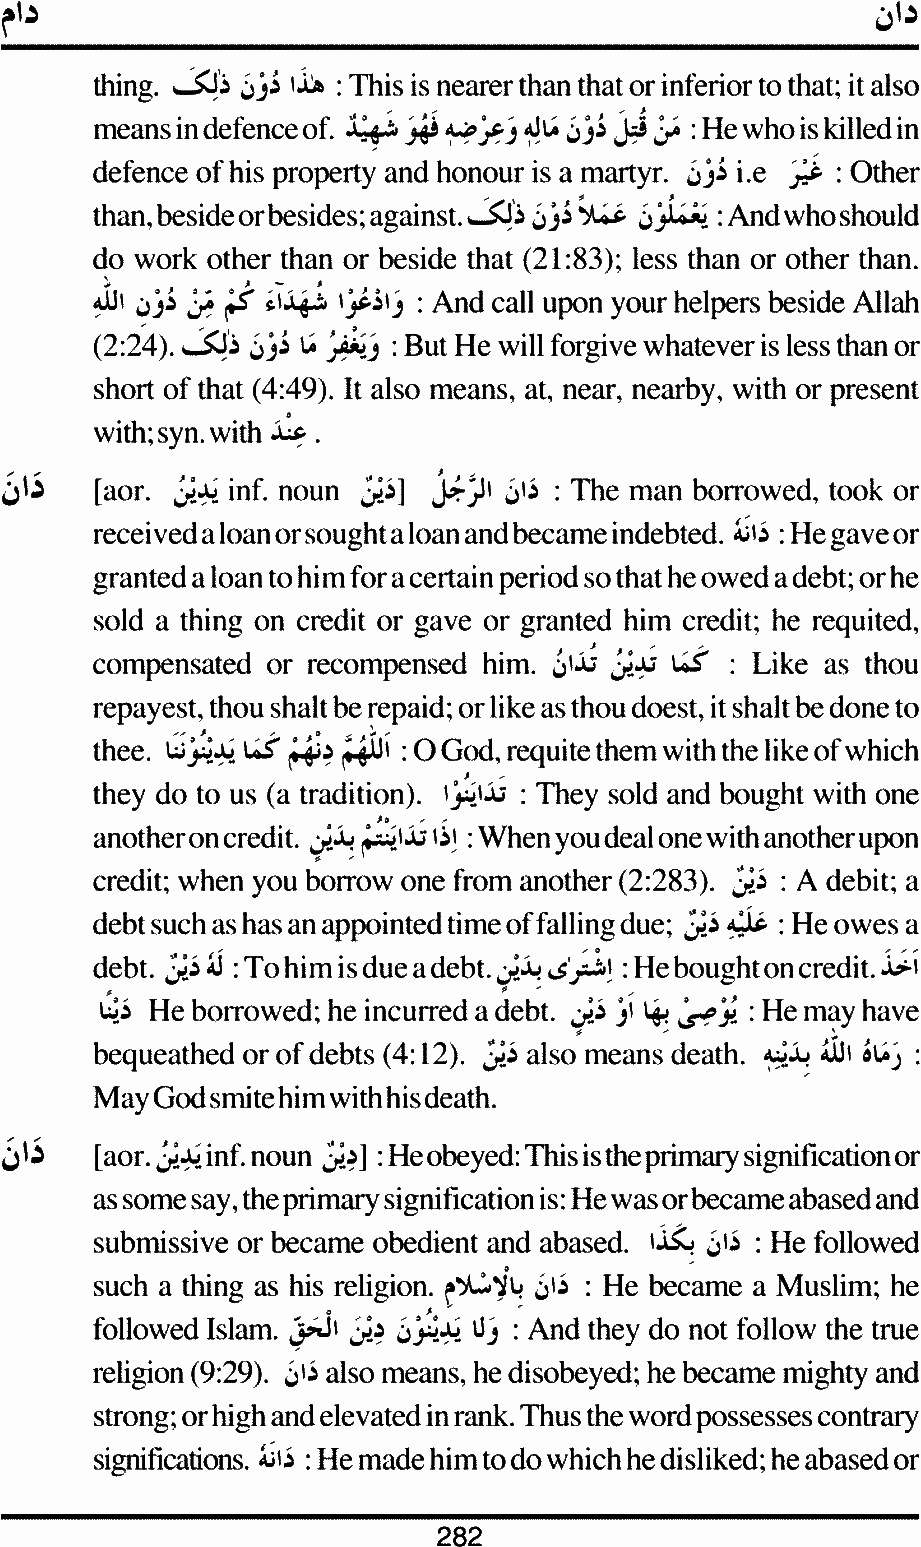 دام دان
thing. هٰذَا دُوْنَ ذٰلِکَ : This is nearer than that or inferior to that; it also
means in defence of. مَنْ قُتِلَ دُوْنَ مَالِهٖ وَعِرْضِهٖ فَهُوَ شَهِيْدٌ : He who is killed in
defence of his property and honour is a martyr. دُوْنَ i.e غَيْرَ : Other
than, beside or besides; against. يَعْمَلُوْنَ عَمَلاً دُوْنَ ذٰلِکَ : And who should
do work other than or beside that (21:83); less than or other than.
وَادْعُوْا شُهَدَآءَ كُمْ مِّنْ دُوْنِ اللّٰهِ : And call upon your helpers beside Allah
(2:24). وَيَغْفِرُ مَا دُوْنَ ذٰلِکَ : But He will forgive whatever is less than or
short of that (4:49). It also means, at, near, nearby, with or present
with; syn. with عِنْدَ .
دَانَ [aor. يَدِيْنُ inf. noun دَيْنٌ] دَانَ الرَّجُلُ : The man borrowed, took or
received a loan or sought a loan and became indebted. دَانَهُ : He gave or
granted a loan to him for a certain period so that he owed a debt; or he
sold a thing on credit or gave or granted him credit; he requited,
compensated or recompensed him. كَمَا تَدِيْنُ تُدَانُ : Like as thou
repayest, thou shalt be repaid; or like as thou doest, it shalt be done to
thee. اَللّٰهُمَّ دِنْهُمْ كَمَا يَدِيْنُوْنَنَا : O God, requite them with the like of which
they do to us (a tradition). تَدَايَنُوْا : They sold and bought with one
another on credit. اِذَا تَدَايَنْتُمْ بِدَيْنٍ : When you deal one with another upon
credit; when you borrow one from another (2:283). دَيْنٌ : A debit; a
debt such as has an appointed time of falling due; عَلَيْهِ دَيْنٌ : He owes a
debt. لَهُ دَيْنٌ : To him is due a debt. اِشْتَرٰى بِدَيْنٍ : He bought on credit. اَخَذَ
دَيْنًا He borrowed; he incurred a debt. يُوْصِىْ بِهَا اَوْ دَيْنٍ : He may have
bequeathed or of debts (4:12). دَيْنٌ also means death. رَمَاهُ اللّٰهُ بِدَيْنِهٖ :
May God smite him with his death.
دَانَ [aor. يَدِيْنُ inf. noun دِيْنٌ] : He obeyed: This is the primary signification or
as some say, the primary signification is: He was or became abased and
submissive or became obedient and abased. دَانَ بِكَذَا : He followed
such a thing as his religion. دَانَ بِالْاِسْلَامِ : He became a Muslim; he
followed Islam. وَلَا يَدِيْنُوْنَ دِيْنَ الْحَقِّ : And they do not follow the true
religion (9:29). دَانَ also means, he disobeyed; he became mighty and
strong; or high and elevated in rank. Thus the word possesses contrary
significations. دَانَهُ : He made him to do which he disliked; he abased or
282